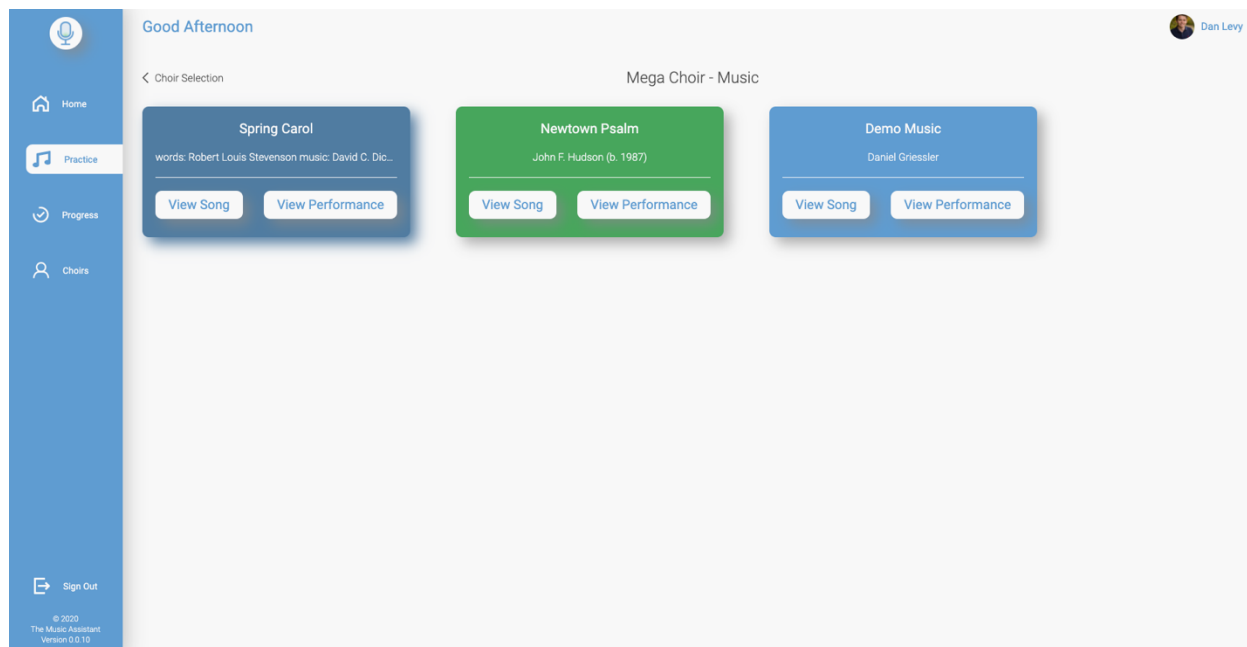 Good Afternoon
Dan Levy
Choir Selection
Mega Choir - Music
Home
Practice
Progress
Choirs
Spring Carol
words: Robert Louis Stevenson music: David C. Dic...
View Song
View Performance
Newtown Psalm
John F. Hudson (b. 1987)
View Song
View Performance
Demo Music
Daniel Griessler
View Song
View Performance
Sign Out
© 2020
The Music Assistant
Version 0.0.10